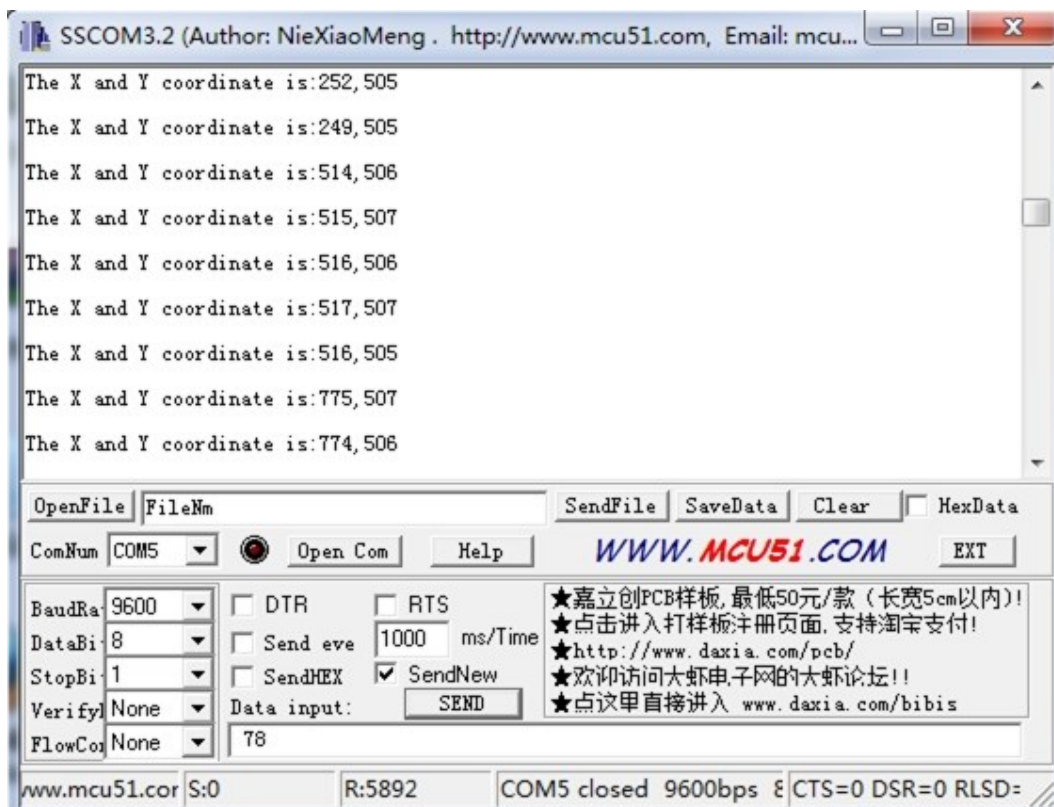 SSCOM3.2 (Author: NieXiaoMeng .  http://www.mcu51.com,  Email: mcu...
The X and Y coordinate is:252,505
The X and Y coordinate is:249,505
The X and Y coordinate is:514,506
The X and Y coordinate is:515,507
The X and Y coordinate is:516,506
The X and Y coordinate is:517,507
The X and Y coordinate is:516,505
The X and Y coordinate is:775,507
The X and Y coordinate is:774,506
OpenFile FileNm SendFile SaveData Clear HexData
ComNum COM5 Open Com Help WWW.MCU51.COM EXT
BaudRa 9600 DTR RTS
DataBi 8 Send eve 1000 ms/Time
StopBi 1 SendHEX SendNew
VerifyI None Data input: SEND
FlowCo None 78
★嘉立创PCB样板,最低50元/款（长宽5cm以内)!
★点击进入打样板注册页面,支持淘宝支付!
★http://www.daxia.com/pcb/
★欢迎访问大虾电子网的大虾论坛!!
★点这里直接进入 www.daxia.com/bibis
www.mcu51.cor S:0 R:5892 COM5 closed  9600bps  8 CTS=0 DSR=0 RLSD=